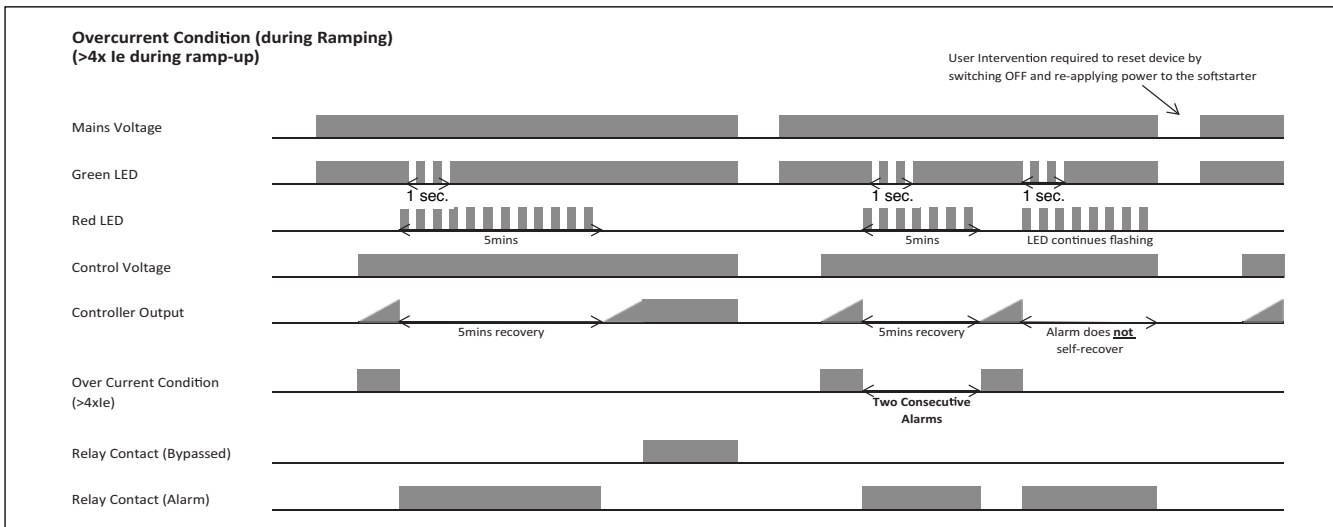 Overcurrent Condition (during Ramping)
(>4x Ie during ramp-up)
User Intervention required to reset device by
switching OFF and re-applying power to the softstarter
Mains Voltage
Green LED
1 sec.
1 sec.
1 sec.
Red LED
5mins
5mins
LED continues flashing
Control Voltage
Controller Output
5mins recovery
5mins recovery
Alarm does not
self-recover
Over Current Condition
(>4xIe)
Two Consecutive
Alarms
Relay Contact (Bypassed)
Relay Contact (Alarm)